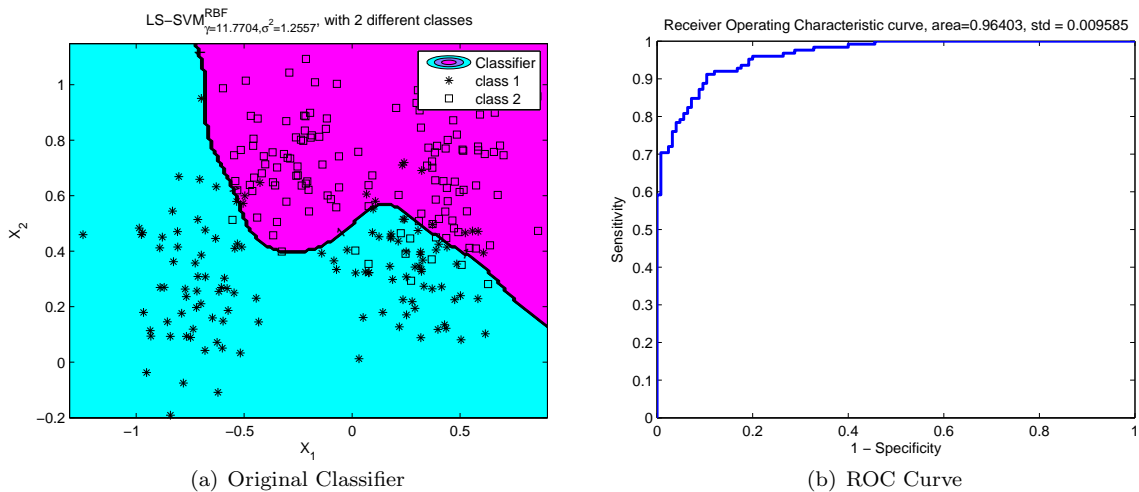 LS−SVM^RBF_γ=11.7704,σ²=1.2557, with 2 different classes
Classifier
class 1
class 2
1
0.8
0.6
0.4
0.2
0
−0.2
X_2
−1
−0.5
0
0.5
X_1
(a) Original Classifier
Receiver Operating Characteristic curve, area=0.96403, std = 0.009585
1
0.9
0.8
0.7
0.6
0.5
0.4
0.3
0.2
0.1
0
Sensitivity
0
0.2
0.4
0.6
0.8
1
1 − Specificity
(b) ROC Curve